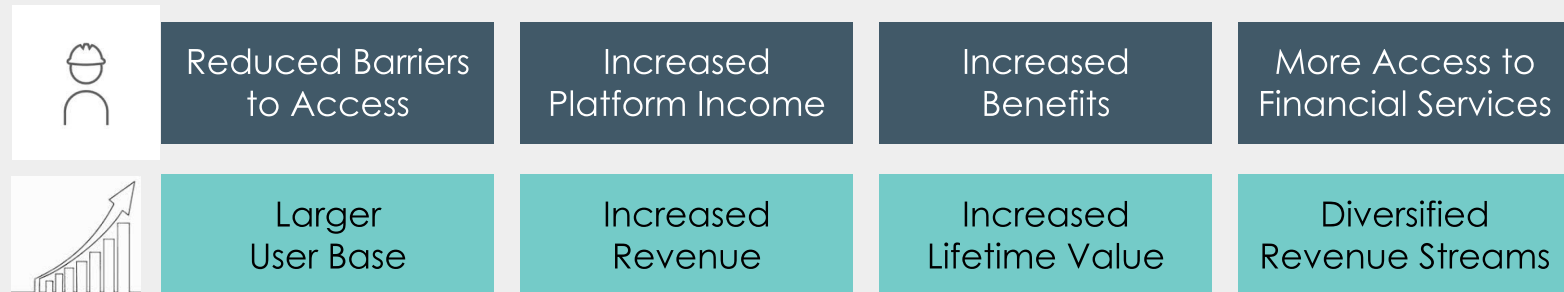 Reduced Barriers
to Access
Increased
Platform Income
Increased
Benefits
More Access to
Financial Services
Larger
User Base
Increased
Revenue
Increased
Lifetime Value
Diversified
Revenue Streams